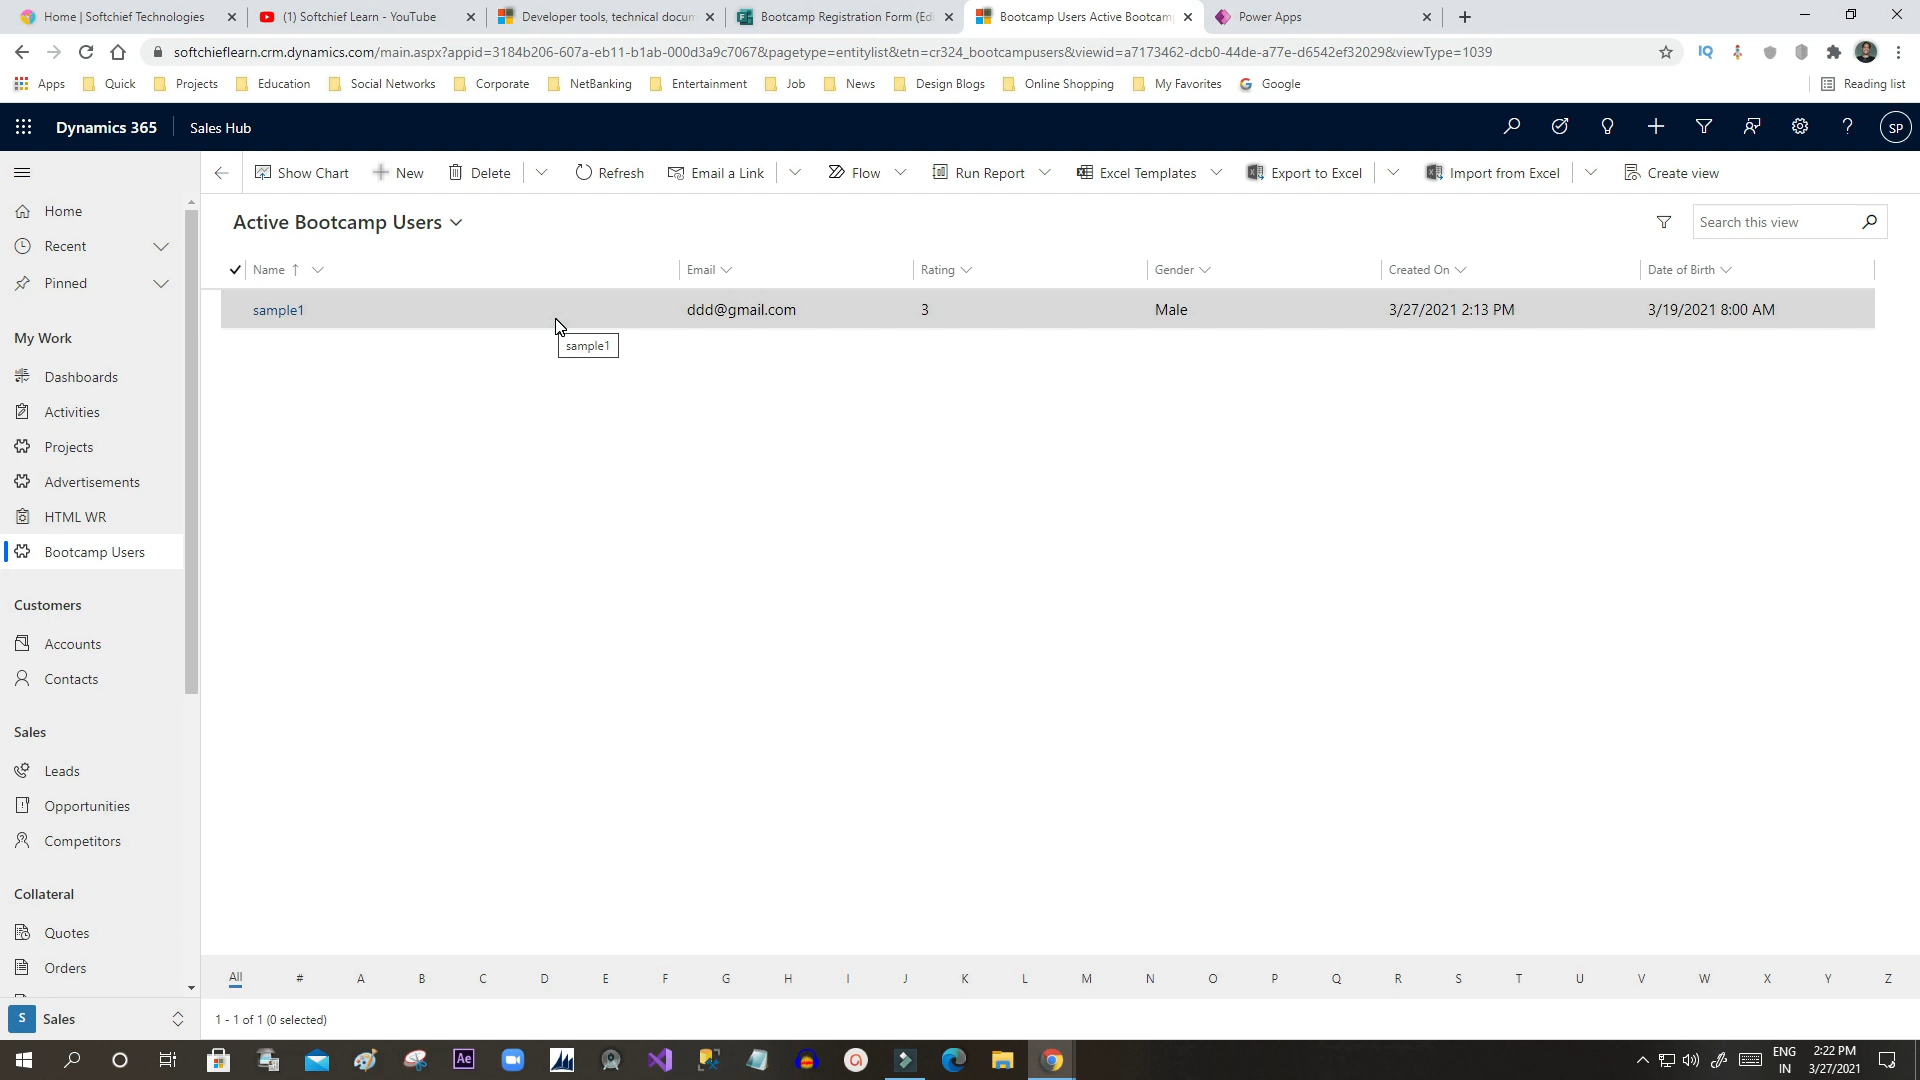 Home | Softchief Technologies
(1) Softchief Learn - YouTube
Developer tools, technical docum
Bootcamp Registration Form (Edi
Bootcamp Users Active Bootcam
Power Apps
softchieflearn.crm.dynamics.com/main.aspx?appid=3184b206-607a-eb11-b1ab-000d3a9c7067&pagetype=entitylist&etn=cr324_bootcampusers&viewid=a7173462-dcb0-44de-a77e-d6542ef32029&viewType=1039
IQ
Apps Quick Projects Education Social Networks Corporate NetBanking Entertainment Job News Design Blogs Online Shopping My Favorites Google Reading list
Dynamics 365 Sales Hub SP
Show Chart New Delete Refresh Email a Link Flow Run Report Excel Templates Export to Excel Import from Excel Create view
Home
Recent
Pinned
My Work
Dashboards
Activities
Projects
Advertisements
HTML WR
Bootcamp Users
Customers
Accounts
Contacts
Sales
Leads
Opportunities
Competitors
Collateral
Quotes
Orders
S Sales
Active Bootcamp Users
Search this view
Name Email Rating Gender Created On Date of Birth
sample1 ddd@gmail.com 3 Male 3/27/2021 2:13 PM 3/19/2021 8:00 AM
sample1
All # A B C D E F G H I J K L M N O P Q R S T U V W X Y Z
1 - 1 of 1 (0 selected)
Ae
ENG
IN
2:22 PM
3/27/2021